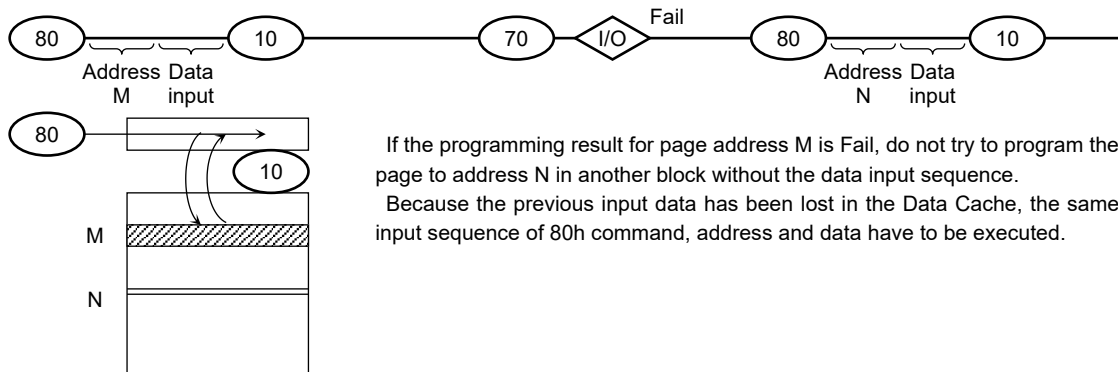 Fail
80 10 70 I/O 80 10
Address Data Address Data
M input N input
80
If the programming result for page address M is Fail, do not try to program the
10
page to address N in another block without the data input sequence.
Because the previous input data has been lost in the Data Cache, the same
M
input sequence of 80h command, address and data have to be executed.
N